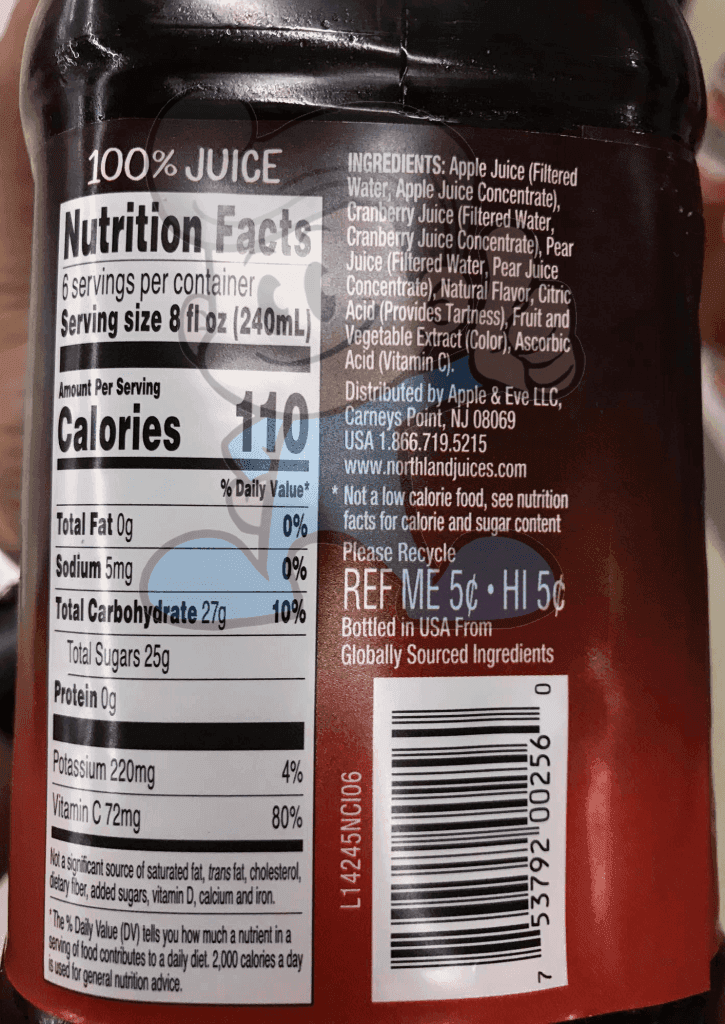 100% JUICE
Nutrition Facts
6 servings per container
Serving size 8 fl oz (240mL)
Amount Per Serving
Calories 110
% Daily Value*
Total Fat 0g 0%
Sodium 5mg 0%
Total Carbohydrate 27g 10%
Total Sugars 25g
Protein 0g
Potassium 220mg 4%
Vitamin C 72mg 80%
Not a significant source of saturated fat, trans fat, cholesterol,
dietary fiber, added sugars, vitamin D, calcium and iron.
*The % Daily Value (DV) tells you how much a nutrient in a
serving of food contributes to a daily diet. 2,000 calories a day
is used for general nutrition advice.
INGREDIENTS: Apple Juice (Filtered
Water, Apple Juice Concentrate),
Cranberry Juice (Filtered Water,
Cranberry Juice Concentrate), Pear
Juice (Filtered Water, Pear Juice
Concentrate), Natural Flavor, Citric
Acid (Provides Tartness), Fruit and
Vegetable Extract (Color), Ascorbic
Acid (Vitamin C).
Distributed by Apple & Eve LLC,
Carneys Point, NJ 08069
USA 1.866.719.5215
www.northlandjuices.com
* Not a low calorie food, see nutrition
facts for calorie and sugar content
Please Recycle
REF ME 5¢ • HI 5¢
Bottled in USA From
Globally Sourced Ingredients
L14245NCI06
7 53792 00256 0